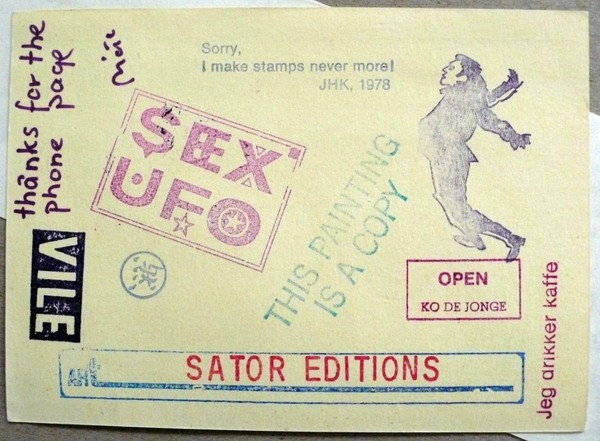 thanks for the
phone page
VILE
Sorry,
I make stamps never more!
JHK, 1978
SEX
UFO
THIS PAINTING
IS A COPY
OPEN
KO DE JONGE
Jeg drikker kaffe
SATOR EDITIONS